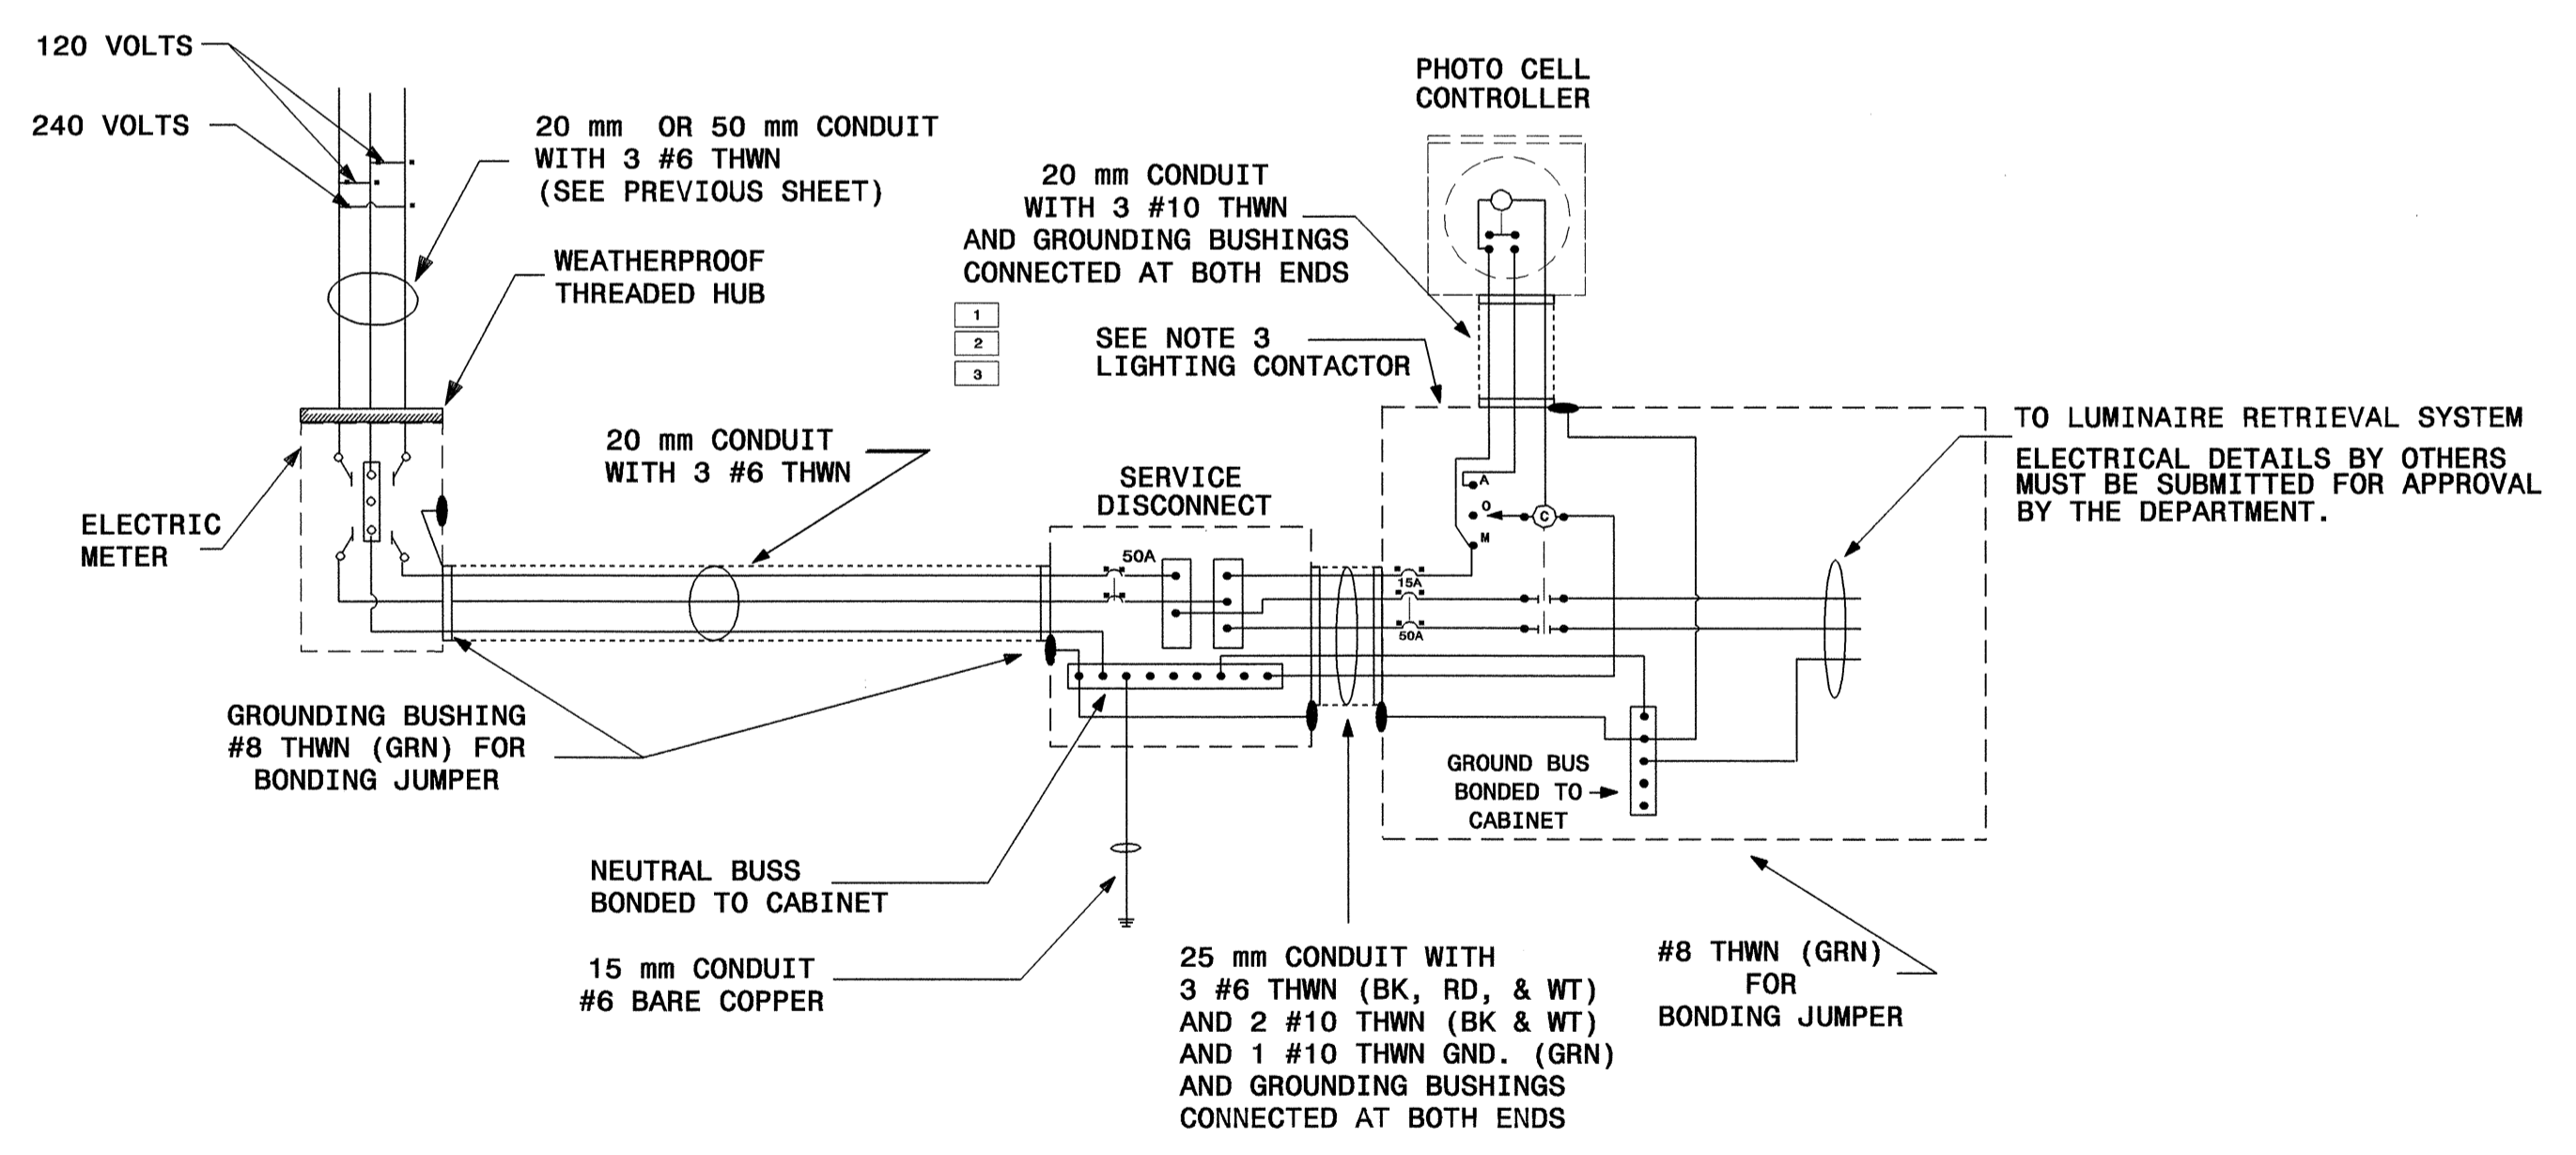 120 VOLTS
240 VOLTS
20 mm OR 50 mm CONDUIT
WITH 3 #6 THWN
(SEE PREVIOUS SHEET)
WEATHERPROOF
THREADED HUB
ELECTRIC
METER
20 mm CONDUIT
WITH 3 #6 THWN
GROUNDING BUSHING
#8 THWN (GRN) FOR
BONDING JUMPER
NEUTRAL BUSS
BONDED TO CABINET
15 mm CONDUIT
#6 BARE COPPER
1
2
3
SERVICE
DISCONNECT
50A
PHOTO CELL
CONTROLLER
20 mm CONDUIT
WITH 3 #10 THWN
AND GROUNDING BUSHINGS
CONNECTED AT BOTH ENDS
SEE NOTE 3
LIGHTING CONTACTOR
A
O
C
M
15A
50A
GROUND BUS
BONDED TO
CABINET
25 mm CONDUIT WITH
3 #6 THWN (BK, RD, & WT)
AND 2 #10 THWN (BK & WT)
AND 1 #10 THWN GND. (GRN)
AND GROUNDING BUSHINGS
CONNECTED AT BOTH ENDS
#8 THWN (GRN)
FOR
BONDING JUMPER
TO LUMINAIRE RETRIEVAL SYSTEM
ELECTRICAL DETAILS BY OTHERS
MUST BE SUBMITTED FOR APPROVAL
BY THE DEPARTMENT.